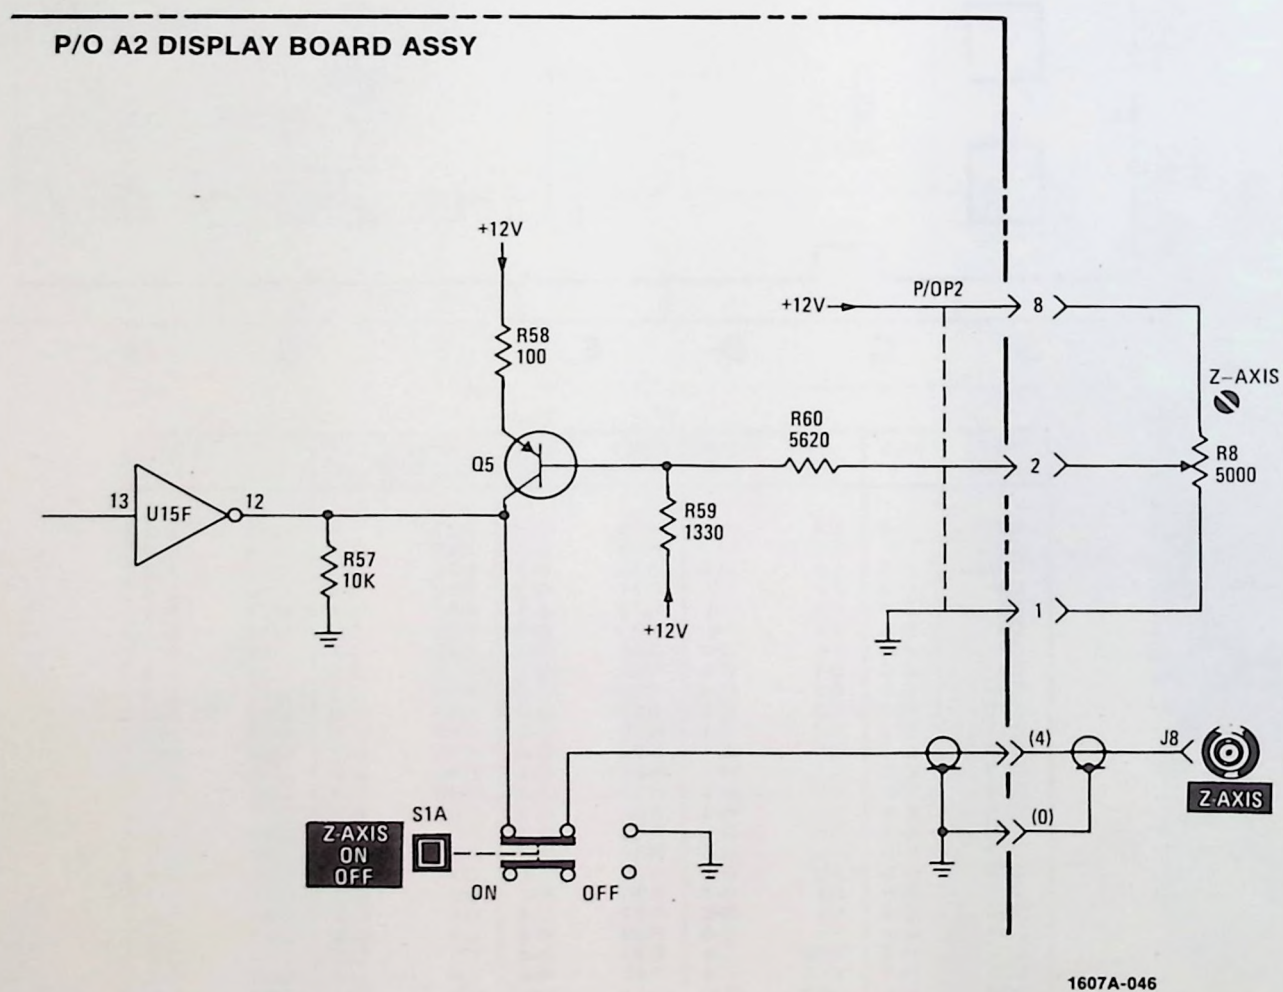 P/O A2 DISPLAY BOARD ASSY
+12V
R58
100
+12V
P/OP2
8
Z-AXIS
R60
5620
Q5
2
R8
5000
13
U15F
12
R59
1330
R57
10K
+12V
1
(4)
J8
Z-AXIS
S1A
(0)
Z-AXIS
ON
OFF
ON
OFF
1607A-046